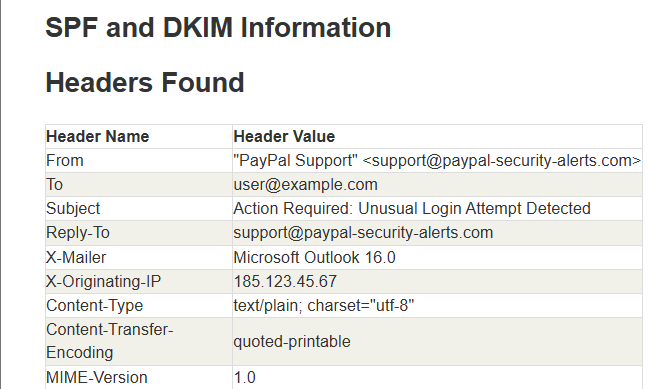 SPF and DKIM Information
Headers Found
Header Name Header Value
From "PayPal Support" <support@paypal-security-alerts.com>
To user@example.com
Subject Action Required: Unusual Login Attempt Detected
Reply-To support@paypal-security-alerts.com
X-Mailer Microsoft Outlook 16.0
X-Originating-IP 185.123.45.67
Content-Type text/plain; charset="utf-8"
Content-Transfer-
Encoding quoted-printable
MIME-Version 1.0